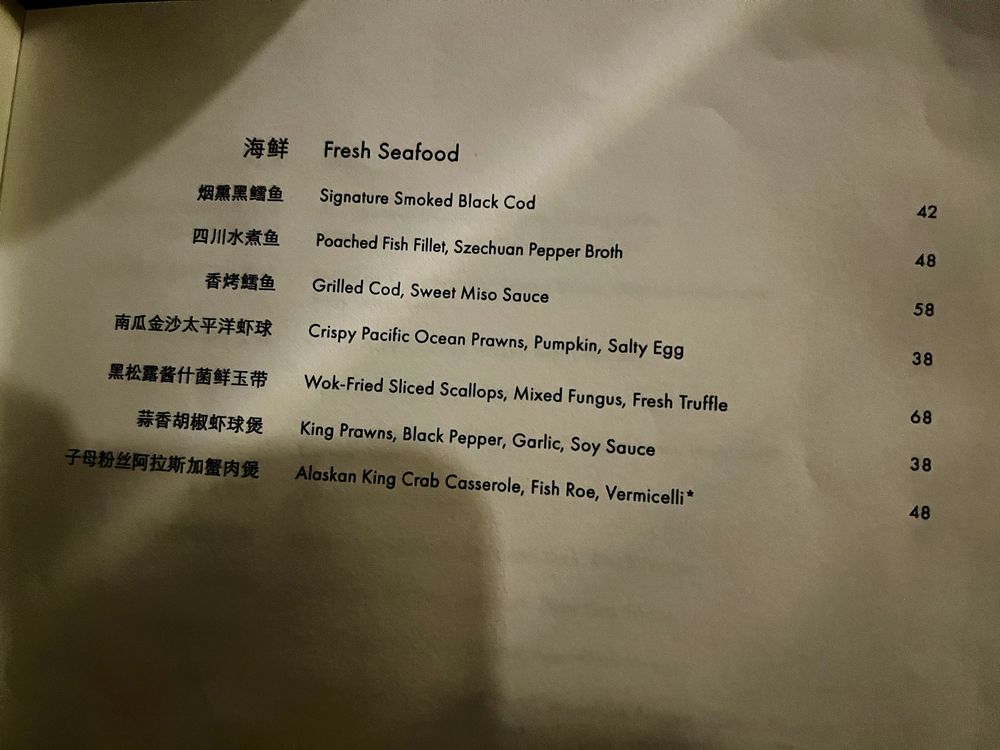 海鲜 Fresh Seafood
烟熏黑鳕鱼 Signature Smoked Black Cod 42
四川水煮鱼 Poached Fish Fillet, Szechuan Pepper Broth 48
香烤鳕鱼 Grilled Cod, Sweet Miso Sauce 58
南瓜金沙太平洋虾球 Crispy Pacific Ocean Prawns, Pumpkin, Salty Egg 38
黑松露酱什菌鲜玉带 Wok-Fried Sliced Scallops, Mixed Fungus, Fresh Truffle 68
蒜香胡椒虾球煲 King Prawns, Black Pepper, Garlic, Soy Sauce 38
子母粉丝阿拉斯加蟹肉煲 Alaskan King Crab Casserole, Fish Roe, Vermicelli* 48